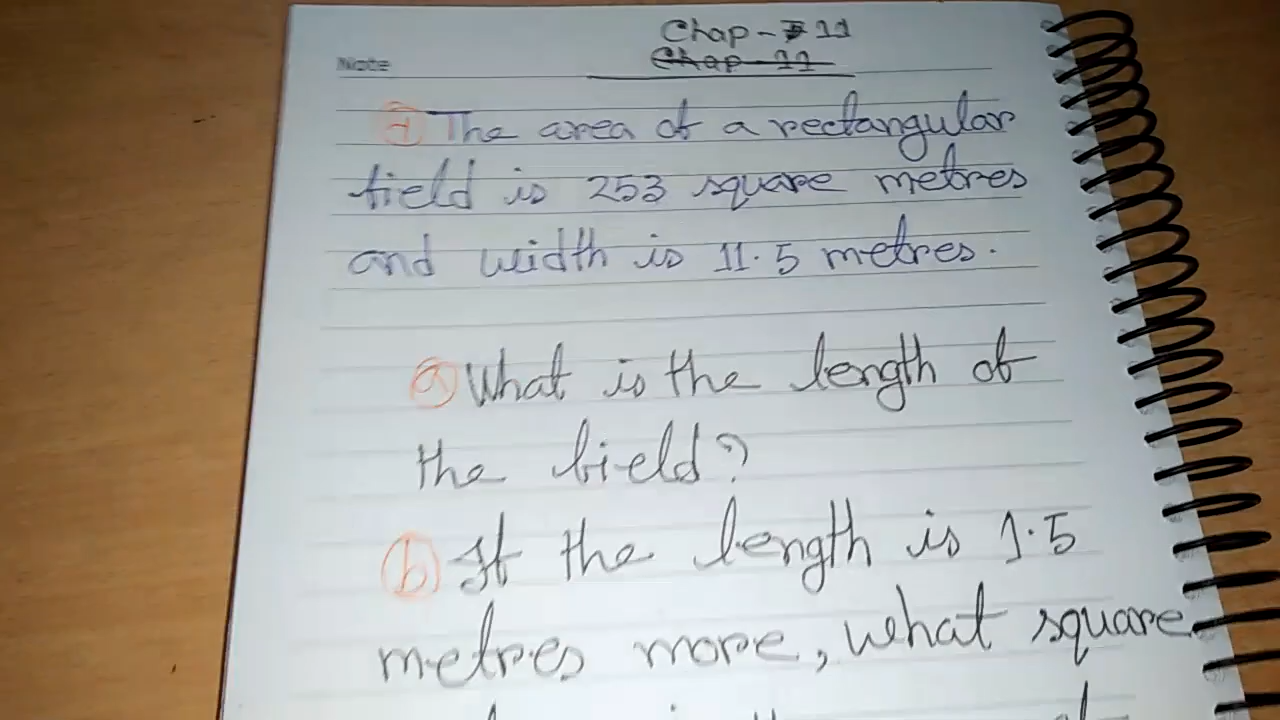 Chap - 11
Chap - 11
Note
The area of a rectangular
field is 253 square metres
and width is 11.5 metres.
a What is the length of
the field?
b If the length is 1.5
metres more, what square